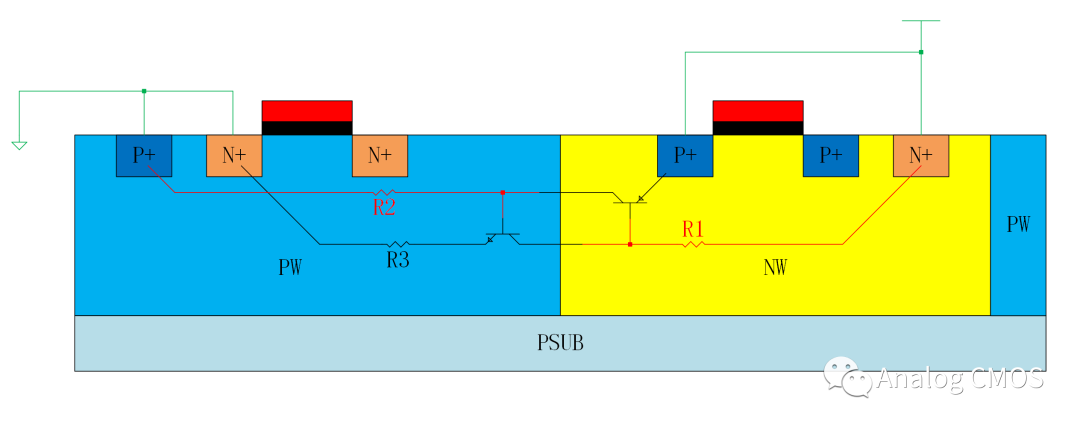 P+ N+ N+ P+ P+ N+
R2
R1
PW
R3
PW
NW
PSUB
Analog CMOS